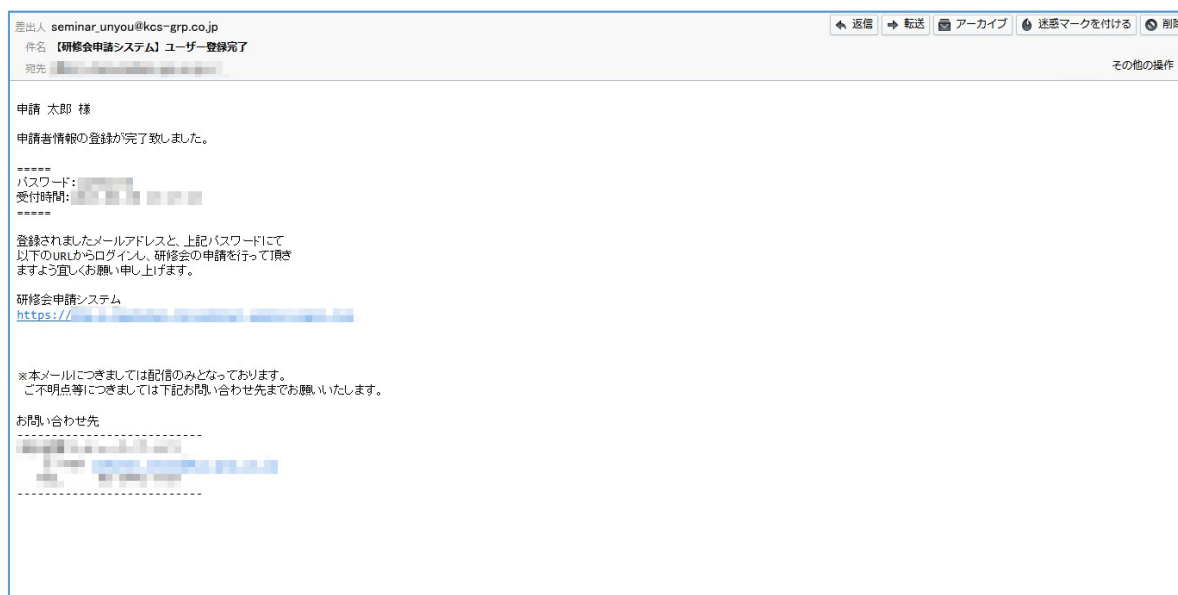 差出人 seminar_unyou@kcs-grp.co.jp
返信 転送 アーカイブ 迷惑マークを付ける 削除
件名 【研修会申請システム】ユーザー登録完了
宛先
その他の操作
申請 太郎 様
申請者情報の登録が完了致しました。
=====
パスワード:
受付時間:
=====
登録されましたメールアドレスと、上記パスワードにて
以下のURLからログインし、研修会の申請を行って頂き
ますよう宜しくお願い申し上げます。
研修会申請システム
https://
※本メールにつきましては配信のみとなっております。
ご不明点等につきましては下記お問い合わせ先までお願いいたします。
お問い合わせ先
--------------------------
--------------------------